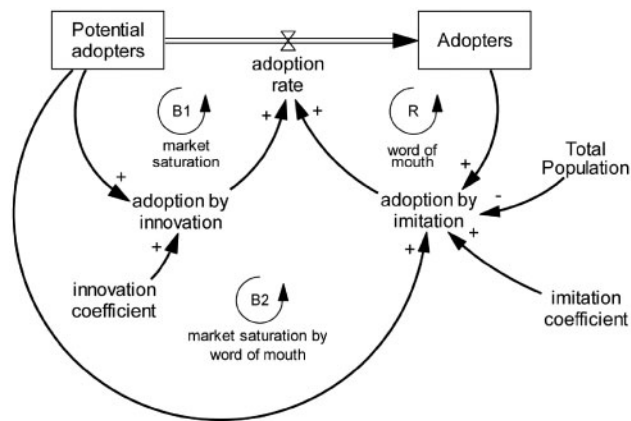 Potential
adopters
Adopters
adoption
rate
B1
market
saturation
R
word of
mouth
+
+
Total
Population
+
+
-
adoption by
innovation
adoption by
imitation
+
+
+
innovation
coefficient
B2
market saturation by
word of mouth
imitation
coefficient